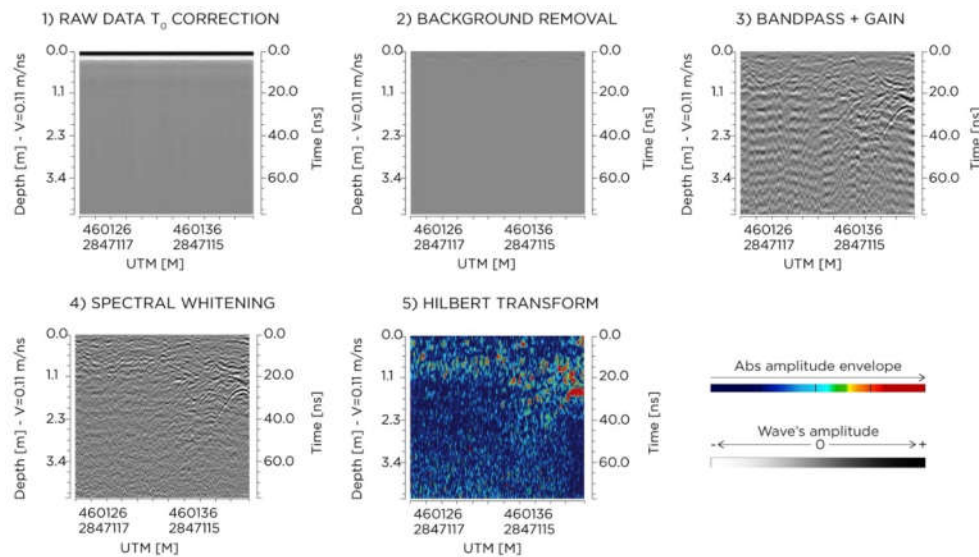 1) RAW DATA T₀ CORRECTION
0.0
1.1
2.3
3.4
Depth [m] - V=0.11 m/ns
0.0
20.0
40.0
60.0
Time [ns]
460126 460136
2847117 2847115
UTM [M]
2) BACKGROUND REMOVAL
0.0
1.1
2.3
3.4
Depth [m] - V=0.11 m/ns
0.0
20.0
40.0
60.0
Time [ns]
460126 460136
2847117 2847115
UTM [M]
3) BANDPASS + GAIN
0.0
1.1
2.3
3.4
Depth [m] - V=0.11 m/ns
0.0
20.0
40.0
60.0
Time [ns]
460126 460136
2847117 2847115
UTM [M]
4) SPECTRAL WHITENING
0.0
1.1
2.3
3.4
Depth [m] - V=0.11 m/ns
0.0
20.0
40.0
60.0
Time [ns]
460126 460136
2847117 2847115
UTM [M]
5) HILBERT TRANSFORM
0.0
1.1
2.3
3.4
Depth [m] - V=0.11 m/ns
0.0
20.0
40.0
60.0
Time [ns]
460126 460136
2847117 2847115
UTM [M]
Abs amplitude envelope
Wave's amplitude
- 0 +